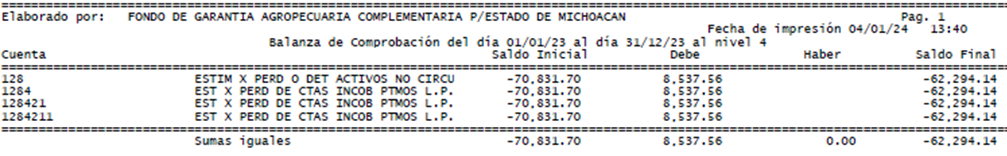 Elaborado por: FONDO DE GARANTIA AGROPECUARIA COMPLEMENTARIA P/ESTADO DE MICHOACAN Pag. 1
Fecha de impresión 04/01/24 13:40
Balanza de Comprobación del día 01/01/23 al día 31/12/23 al nivel 4
Cuenta Saldo Inicial Debe Haber Saldo Final
128 ESTIM X PERD O DET ACTIVOS NO CIRCU -70,831.70 8,537.56 -62,294.14
1284 EST X PERD DE CTAS INCOB PTMOS L.P. -70,831.70 8,537.56 -62,294.14
128421 EST X PERD DE CTAS INCOB PTMOS L.P. -70,831.70 8,537.56 -62,294.14
1284211 EST X PERD DE CTAS INCOB PTMOS L.P. -70,831.70 8,537.56 -62,294.14
Sumas iguales -70,831.70 8,537.56 0.00 -62,294.14